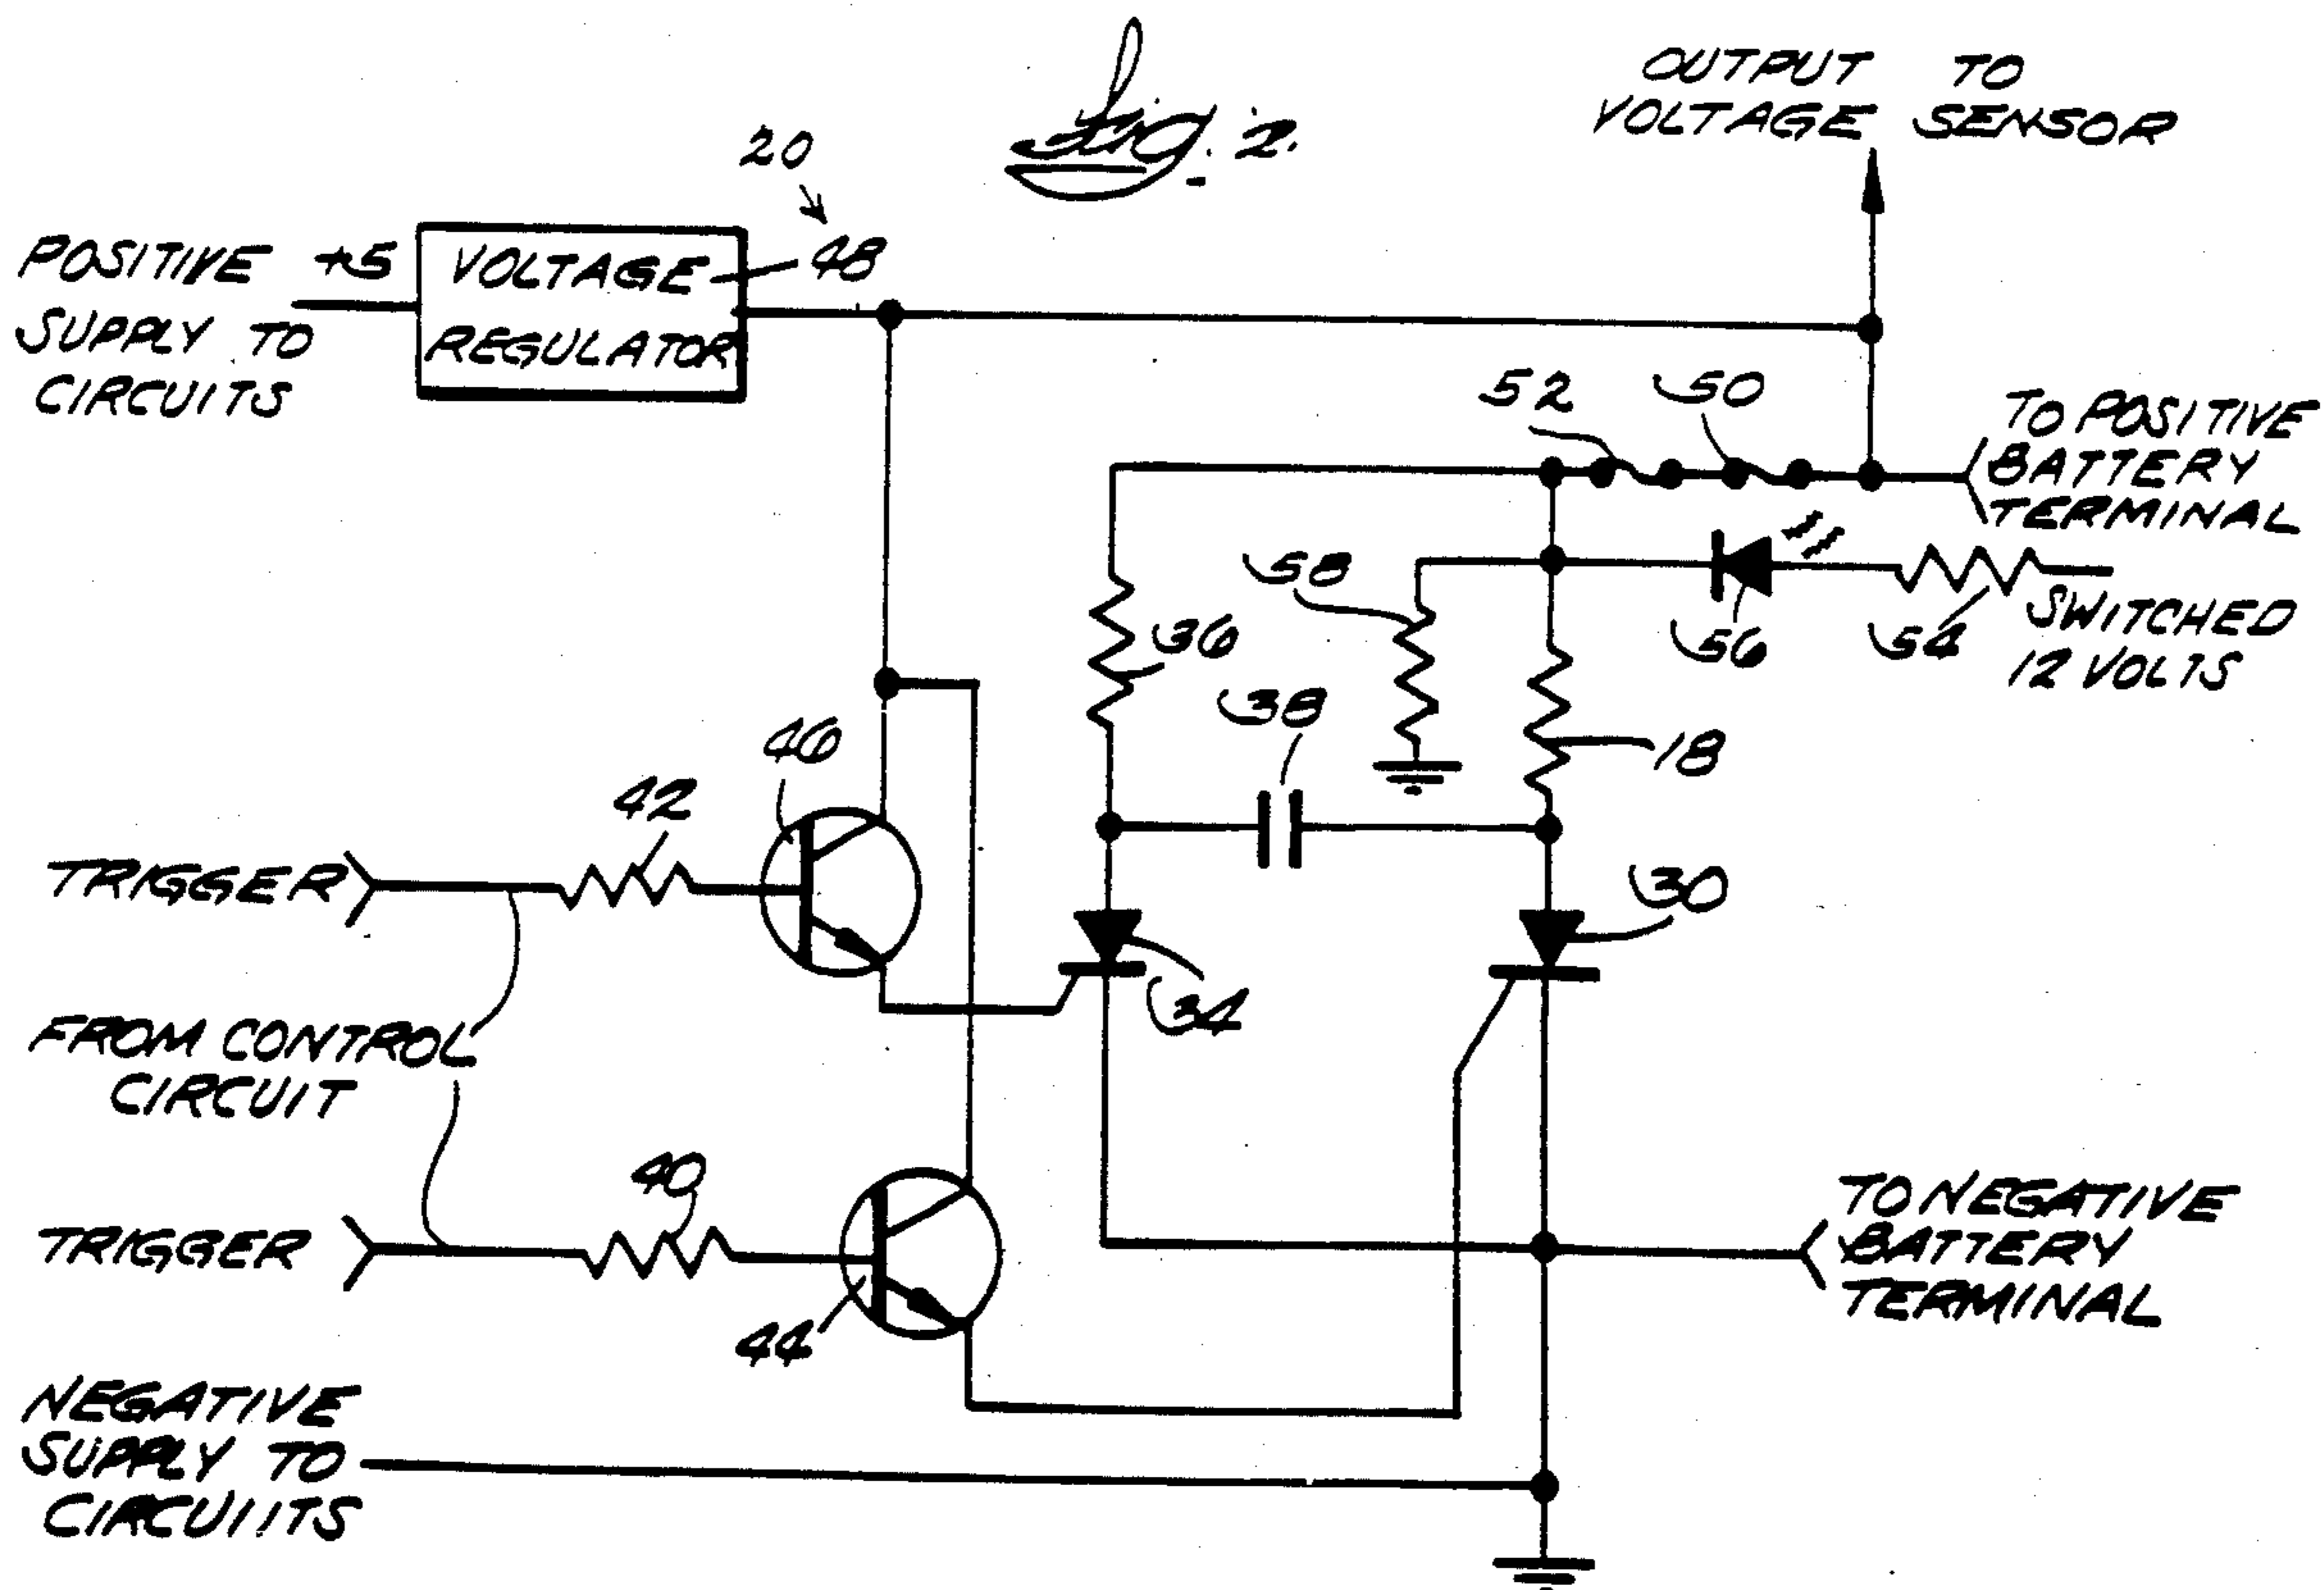 Fig. 2.
OUTPUT TO
VOLTAGE SENSOR
20
48
POSITIVE +5
SUPPLY TO
CIRCUITS
VOLTAGE
REGULATOR
52
50
TO POSITIVE
BATTERY
TERMINAL
58
36
56
54
SWITCHED
12 VOLTS
38
18
46
42
TRIGGER
30
34
FROM CONTROL
CIRCUIT
40
TRIGGER
44
TO NEGATIVE
BATTERY
TERMINAL
NEGATIVE
SUPPLY TO
CIRCUIITS